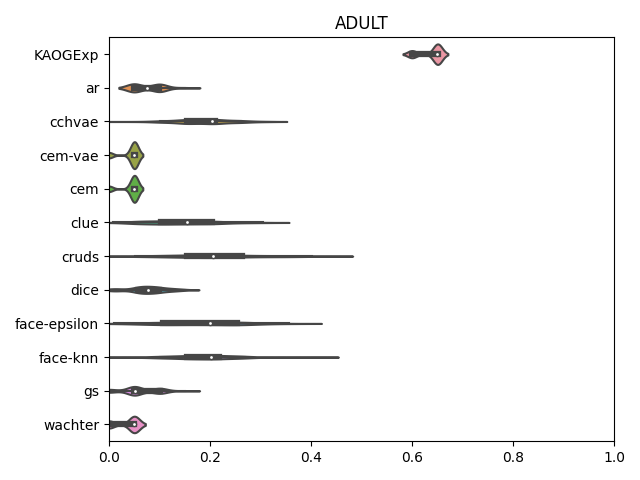 ADULT
KAOGExp
ar
cchvae
cem-vae
cem
clue
cruds
dice
face-epsilon
face-knn
gs
wachter
0.0 0.2 0.4 0.6 0.8 1.0